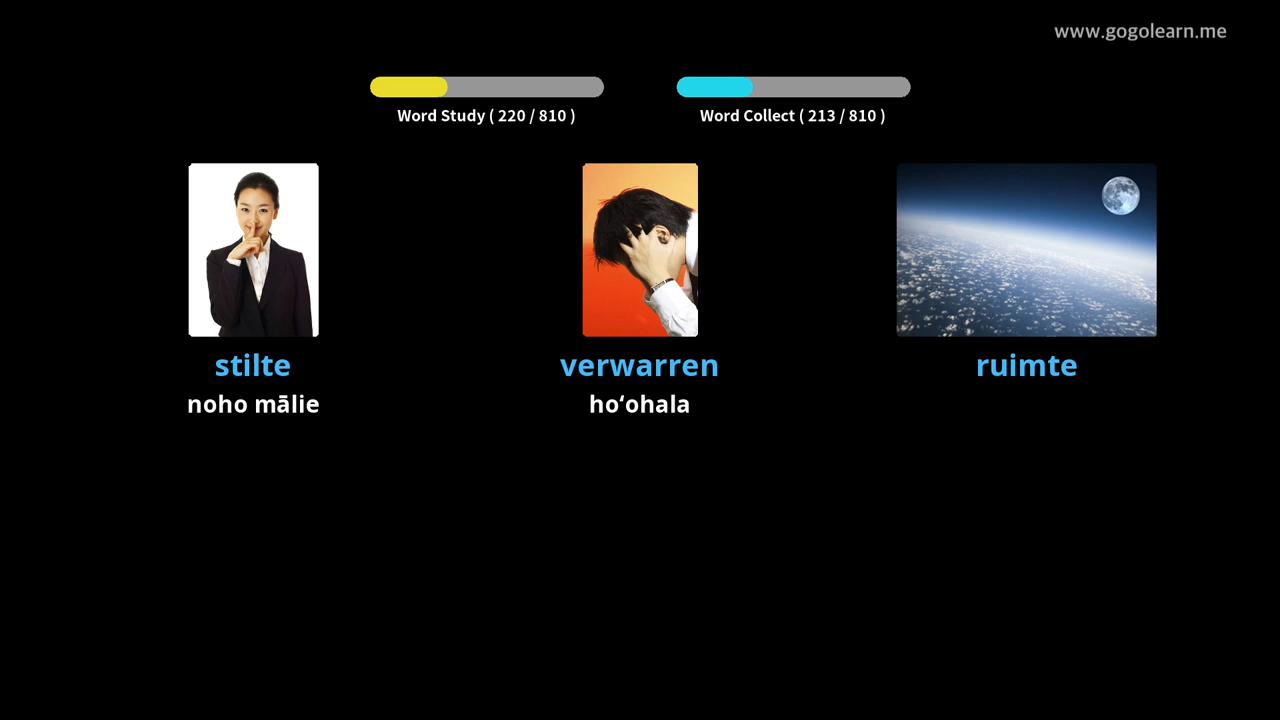 www.gogolearn.me
Word Study ( 220 / 810 )
Word Collect ( 213 / 810 )
stilte
noho mālie
verwarren
hoʻohala
ruimte